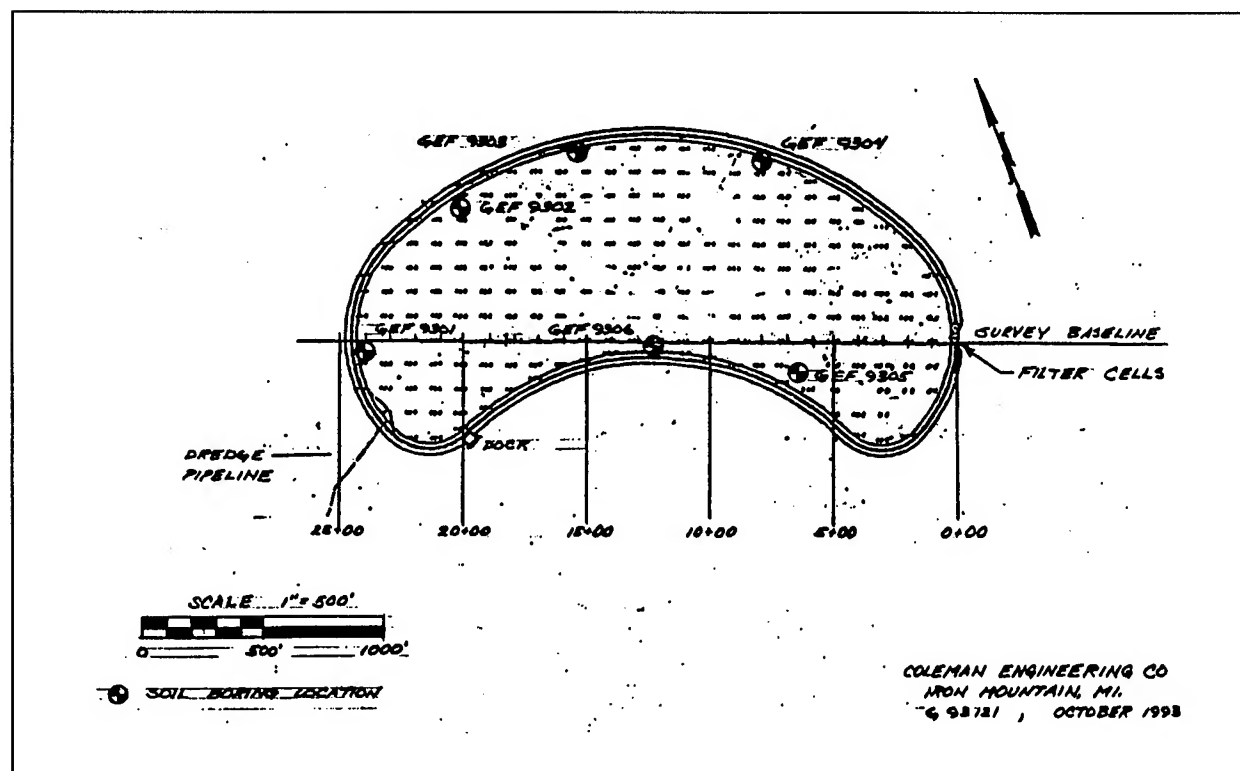 GEF 9303
GEF 9304
GEF 9302
GEF 9301
GEF 9306
SURVEY BASELINE
GEF 9305
FILTER CELLS
DOCK
DREDGE
PIPELINE
25+00 20+00 15+00 10+00 5+00 0+00
SCALE 1"=500'
0 500' 1000'
SOIL BORING LOCATION
COLEMAN ENGINEERING CO
IRON MOUNTAIN, MI.
G 93721 , OCTOBER 1993